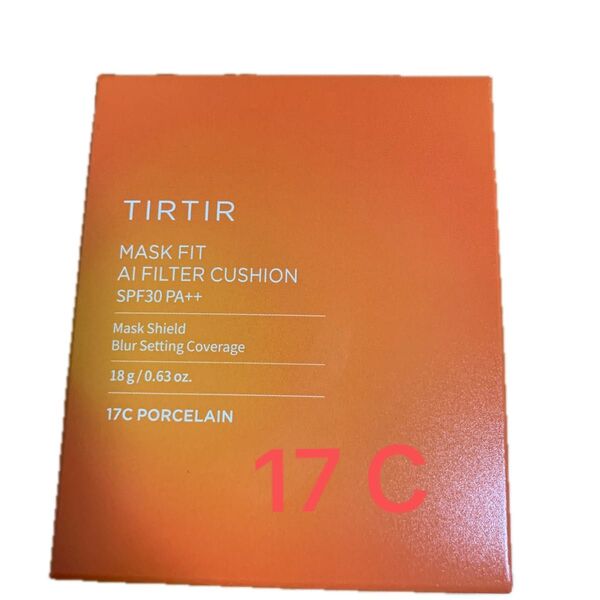 TIRTIR
MASK FIT
AI FILTER CUSHION
SPF30 PA++
Mask Shield
Blur Setting Coverage
18 g / 0.63 oz.
17C PORCELAIN
17 C